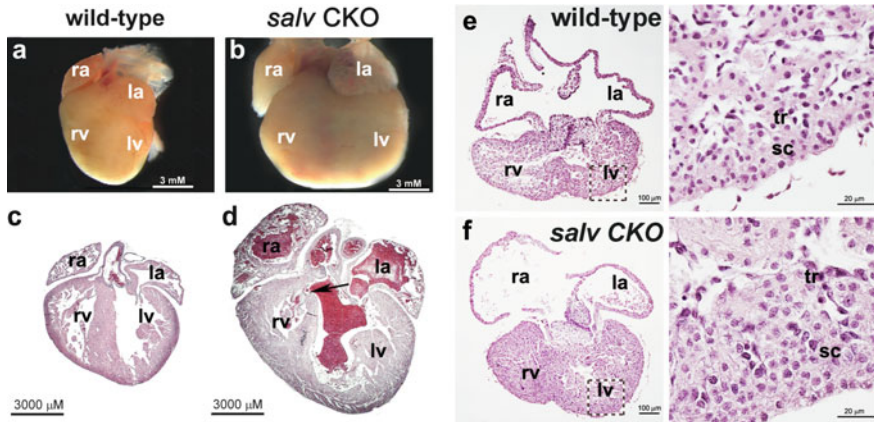 wild-type
salv CKO
a
ra
la
rv
lv
3 mM
b
la
rv
lv
3 mM
c
ra
la
rv
lv
3000 µM
d
ra
la
rv
lv
3000 µM
e wild-type
ra
la
rv
lv
100 µm
tr
sc
20 µm
f salv CKO
ra
la
rv
lv
100 µm
tr
sc
20 µm